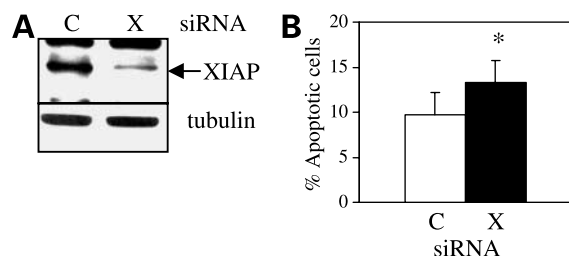 A
C X siRNA
XIAP
tubulin
B
% Apoptotic cells
20
15
10
5
0
*
C X
siRNA